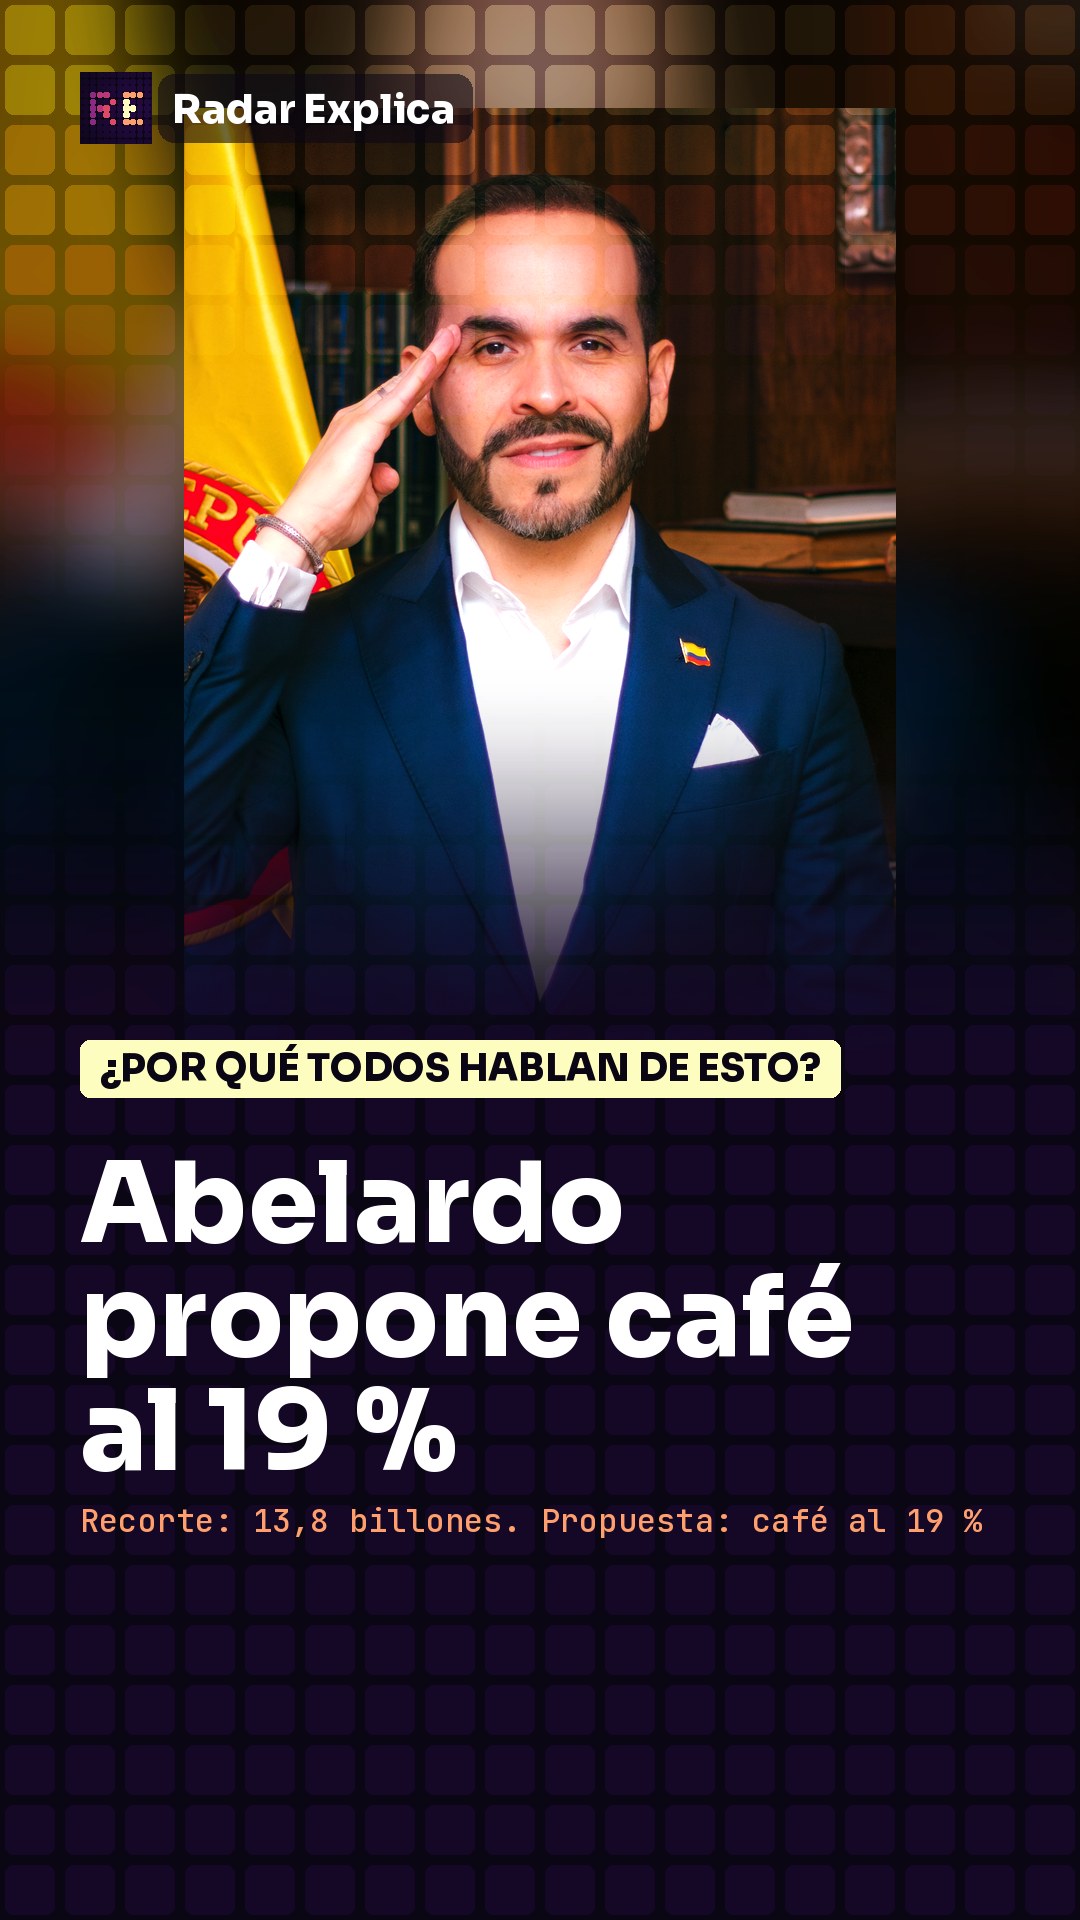 RE Radar Explica
EPÚ
¿POR QUÉ TODOS HABLAN DE ESTO?
Abelardo
propone café
al 19 %
Recorte: 13,8 billones. Propuesta: café al 19 %